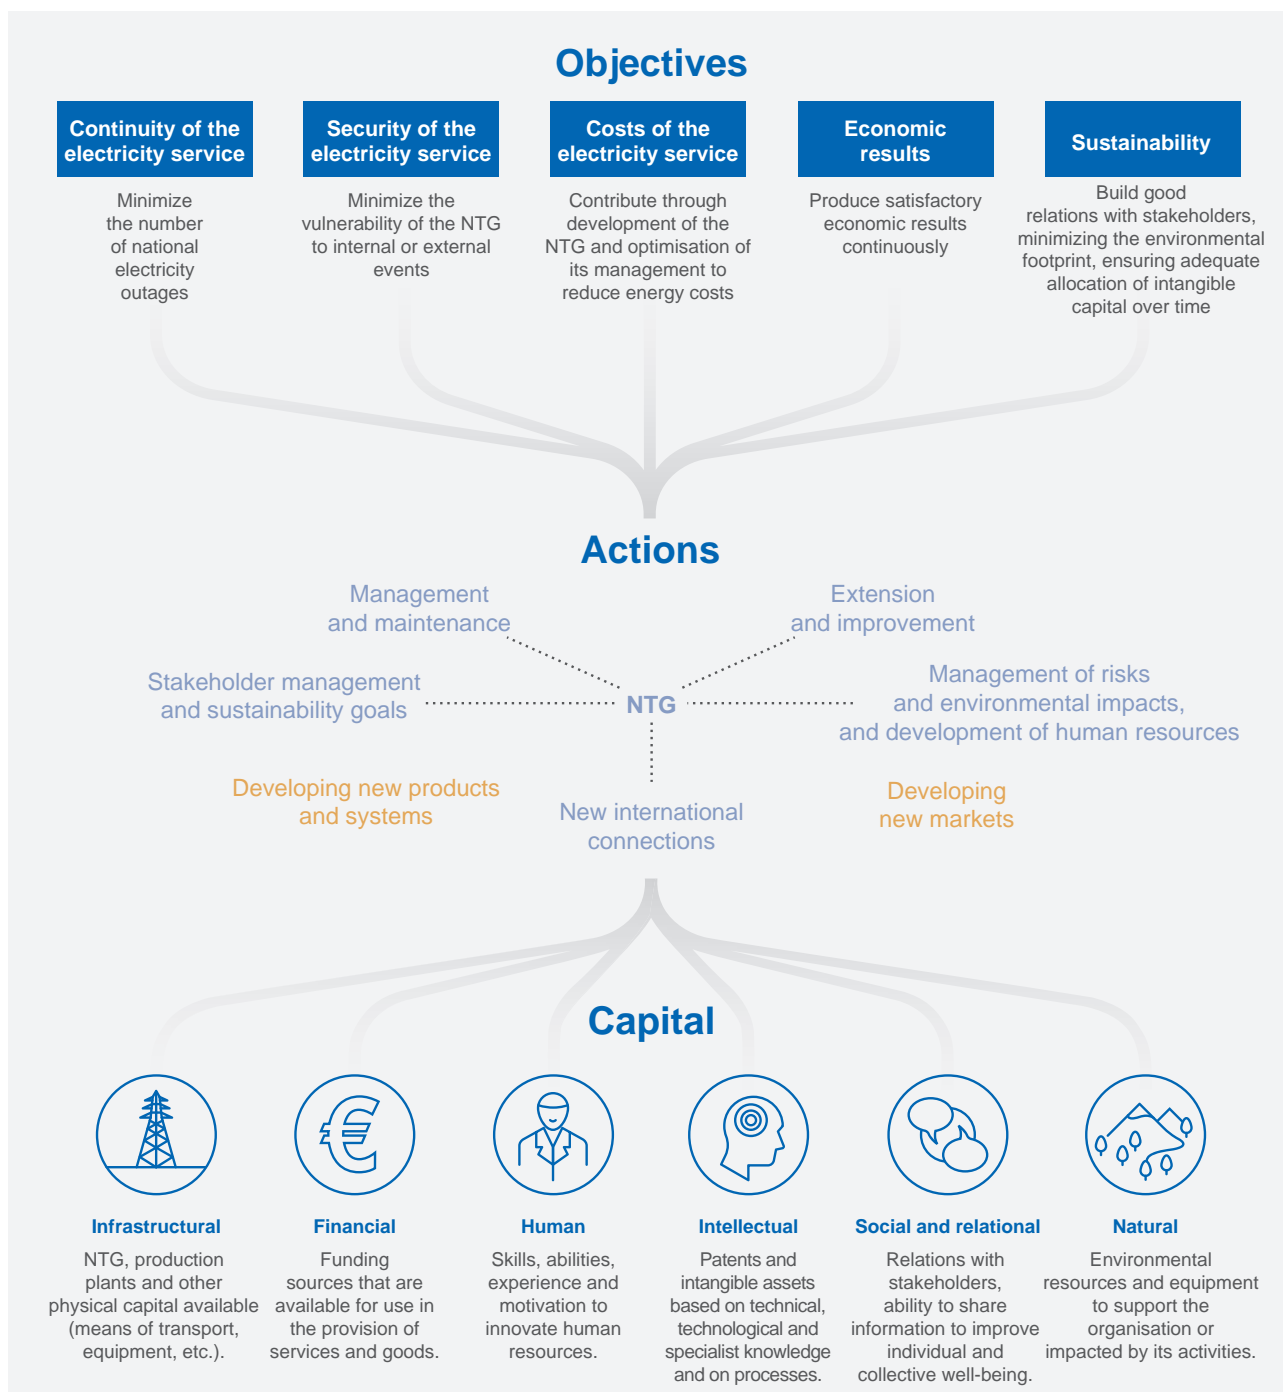 Objectives
Continuity of the
electricity service
Minimize
the number
of national
electricity
outages
Security of the
electricity service
Minimize the
vulnerability of the NTG
to internal or external
events
Costs of the
electricity service
Contribute through
development of the
NTG and optimisation of
its management to
reduce energy costs
Economic
results
Produce satisfactory
economic results
continuously
Sustainability
Build good
relations with stakeholders,
minimizing the environmental
footprint, ensuring adequate
allocation of intangible
capital over time
Actions
Management
and maintenance
Extension
and improvement
Stakeholder management
and sustainability goals
NTG
Management of risks
and environmental impacts,
and development of human resources
Developing new products
and systems
New international
connections
Developing
new markets
Capital
€
Infrastructural
NTG, production
plants and other
physical capital available
(means of transport,
equipment, etc.).
Financial
Funding
sources that are
available for use in
the provision of
services and goods.
Human
Skills, abilities,
experience and
motivation to
innovate human
resources.
Intellectual
Patents and
intangible assets
based on technical,
technological and
specialist knowledge
and on processes.
Social and relational
Relations with
stakeholders,
ability to share
information to improve
individual and
collective well-being.
Natural
Environmental
resources and equipment
to support the
organisation or
impacted by its activities.